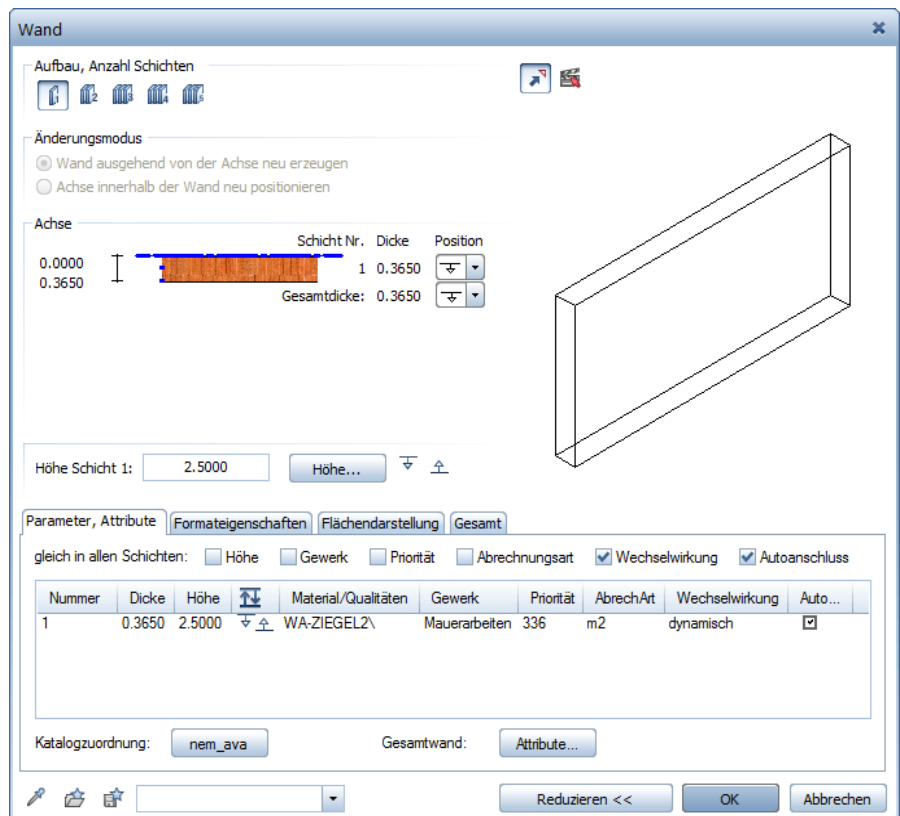 Wand
Aufbau, Anzahl Schichten
2 3 4 5
Änderungsmodus
Wand ausgehend von der Achse neu erzeugen
Achse innerhalb der Wand neu positionieren
Achse
Schicht Nr. Dicke Position
0.0000
1 0.3650
0.3650
Gesamtdicke: 0.3650
Höhe Schicht 1: 2.5000 Höhe...
Parameter, Attribute Formateigenschaften Flächendarstellung Gesamt
gleich in allen Schichten: Höhe Gewerk Priorität Abrechnungsart Wechselwirkung Autoanschluss
Nummer Dicke Höhe Material/Qualitäten Gewerk Priorität AbrechArt Wechselwirkung Auto...
1 0.3650 2.5000 WA-ZIEGEL2\ Mauerarbeiten 336 m2 dynamisch
Katalogzuordnung: nem_ava Gesamtwand: Attribute...
Reduzieren << OK Abbrechen